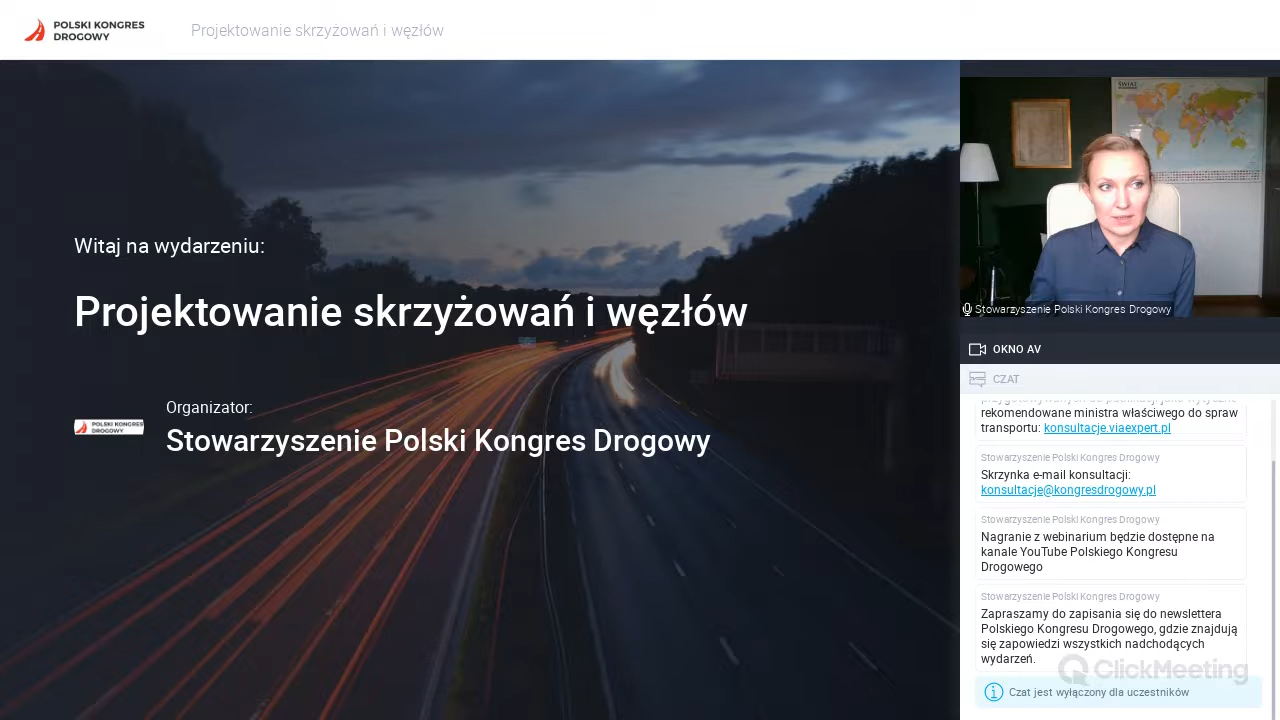 POLSKI KONGRES
DROGOWY
Projektowanie skrzyżowań i węzłów
Witaj na wydarzeniu:
Projektowanie skrzyżowań i węzłów
POLSKI KONGRES
DROGOWY
Organizator:
Stowarzyszenie Polski Kongres Drogowy
ŚWIAT
Stowarzyszenie Polski Kongres Drogowy
OKNO AV
CZAT
rekomendowane ministra właściwego do spraw
transportu: konsultacje.viaexpert.pl
Stowarzyszenie Polski Kongres Drogowy
Skrzynka e-mail konsultacji:
konsultacje@kongresdrogowy.pl
Stowarzyszenie Polski Kongres Drogowy
Nagranie z webinarium będzie dostępne na
kanale YouTube Polskiego Kongresu
Drogowego
Stowarzyszenie Polski Kongres Drogowy
Zapraszamy do zapisania się do newslettera
Polskiego Kongresu Drogowego, gdzie znajdują
się zapowiedzi wszystkich nadchodzących
wydarzeń.
ClickMeeting
Czat jest wyłączony dla uczestników